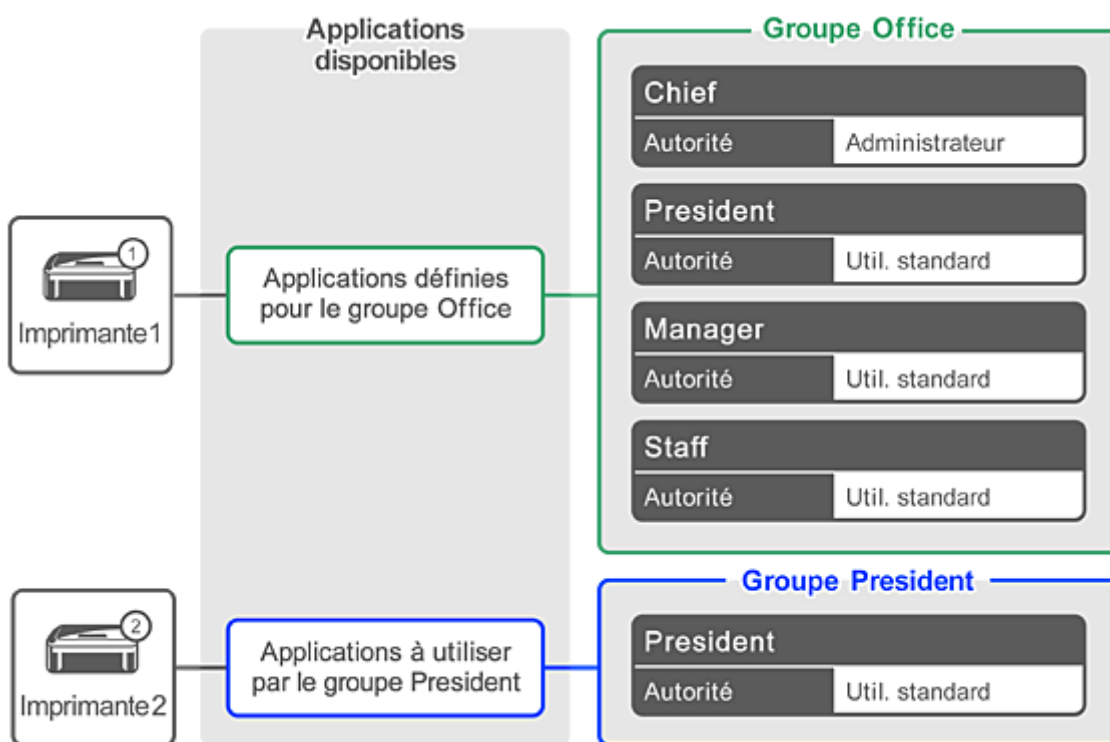 Applications
disponibles
Groupe Office
Chief
Autorité Administrateur
President
Autorité Util. standard
Manager
Autorité Util. standard
Staff
Autorité Util. standard
1
Imprimante1
Applications définies
pour le groupe Office
Groupe President
President
Autorité Util. standard
2
Imprimante2
Applications à utiliser
par le groupe President